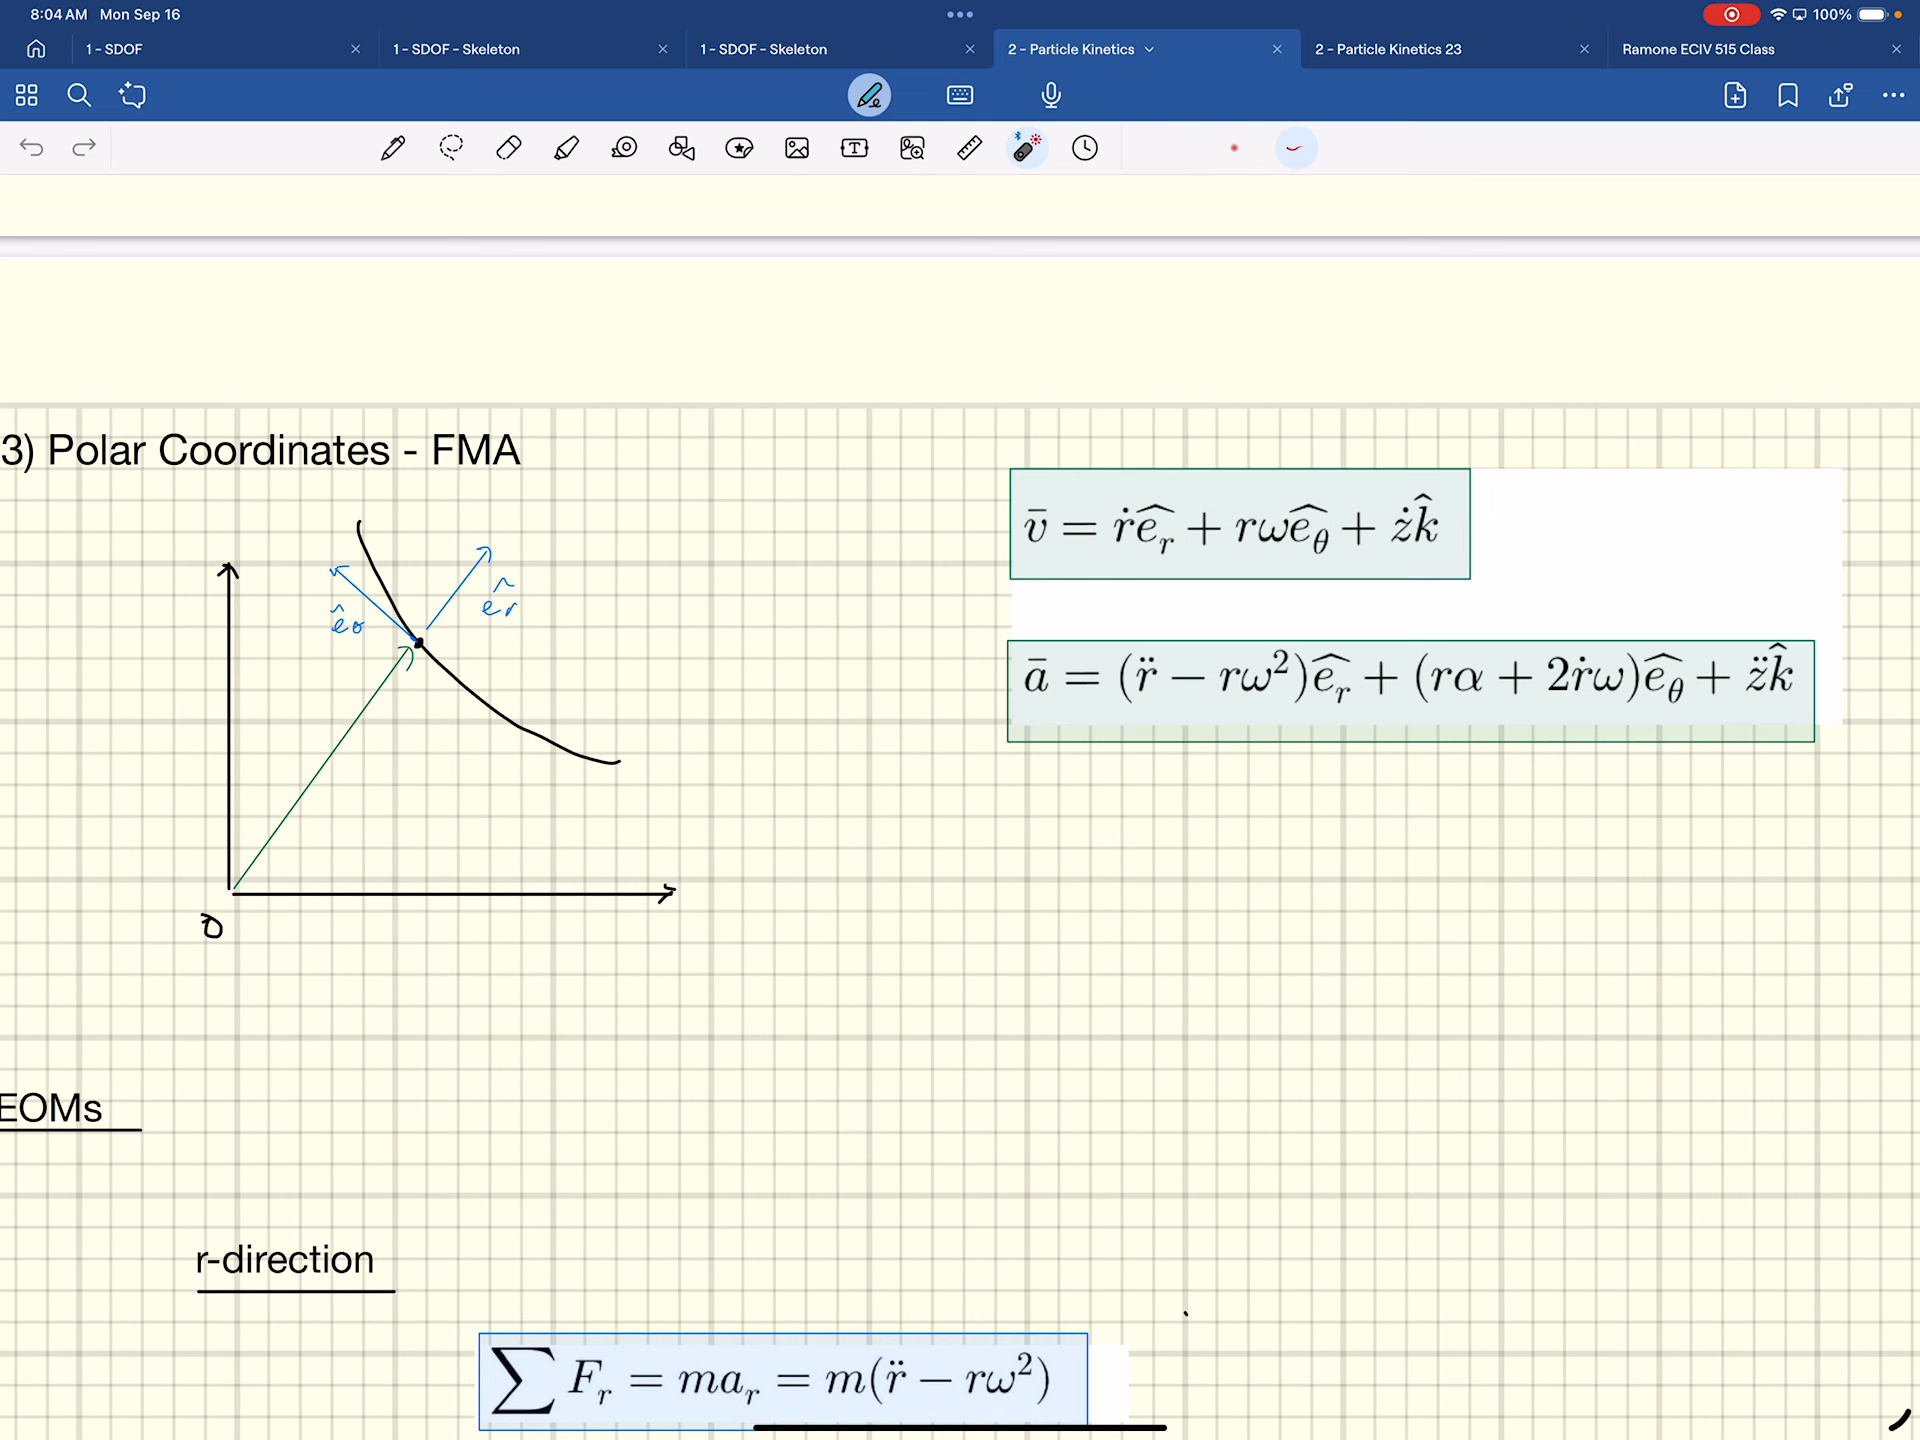 8:04 AM Mon Sep 16
100%
1 - SDOF
1 - SDOF - Skeleton
1 - SDOF - Skeleton
2 - Particle Kinetics
2 - Particle Kinetics 23
Ramone ECIV 515 Class
3) Polar Coordinates - FMA
v̄ = ṙê_r + rωê_θ + żk̂
ê_r
ê_θ
ā = (r̈ − rω²)ê_r + (rα + 2ṙω)ê_θ + z̈k̂
O
EOMs
r-direction
∑ F_r = ma_r = m(r̈ − rω²)